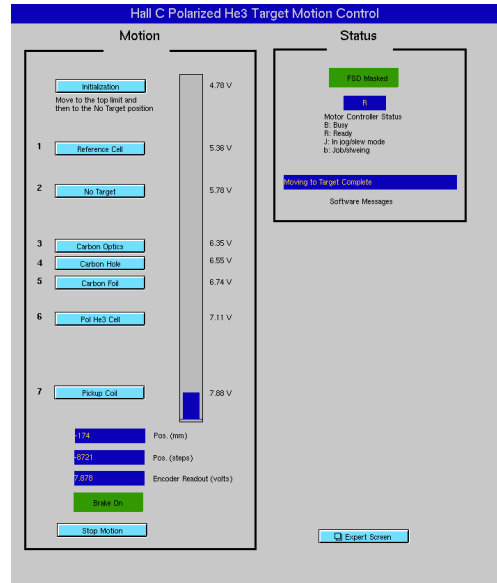 Hall C Polarized He3 Target Motion Control
Motion
Initialization
4.78 V
Move to the top limit and
then to the No Target position
1 Reference Cell 5.36 V
2 No Target 5.78 V
3 Carbon Optics 6.35 V
4 Carbon Hole 6.55 V
5 Carbon Foil 6.74 V
6 Pol He3 Cell 7.11 V
7 Pickup Coil 7.88 V
-174 Pos. (mm)
-8721 Pos. (steps)
7.878 Encoder Readout (volts)
Brake On
Stop Motion
Status
FSD Masked
R
Motor Controller Status
B: Busy
R: Ready
J: In jog/slew mode
b: Job/slweing
Moving to Target Complete
Software Messages
Expert Screen